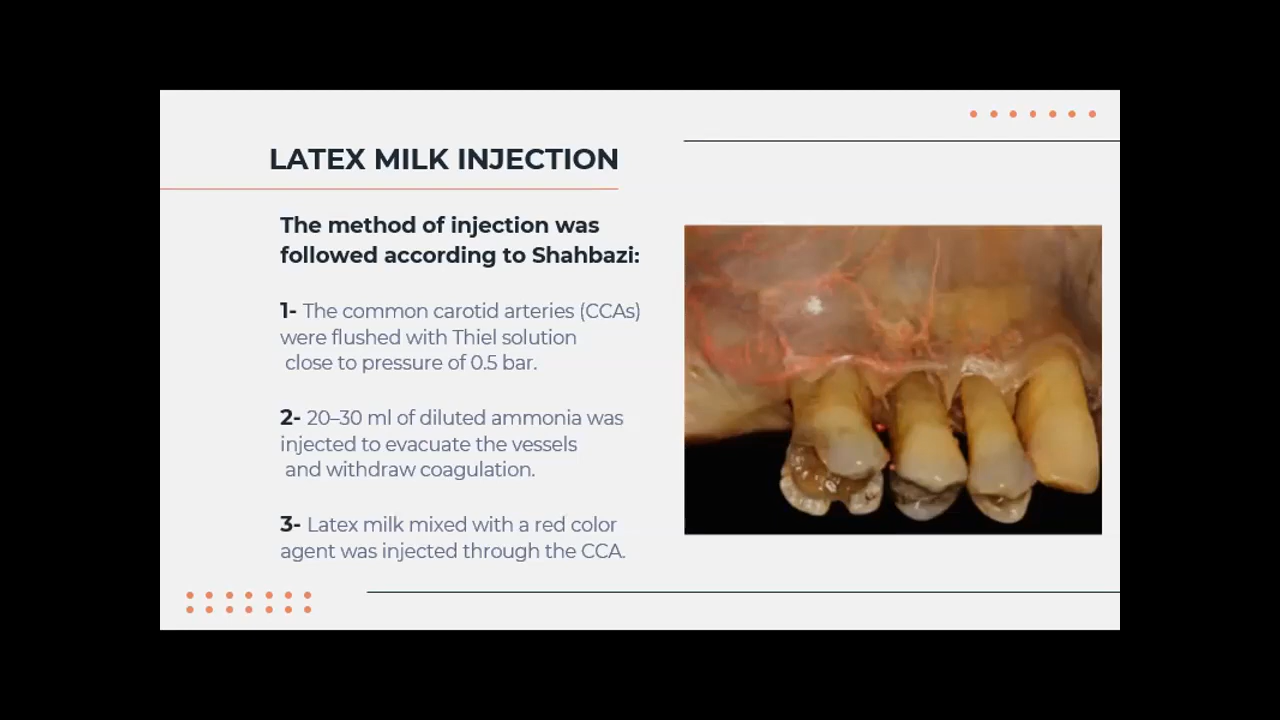 LATEX MILK INJECTION
The method of injection was
followed according to Shahbazi:
1- The common carotid arteries (CCAs)
were flushed with Thiel solution
close to pressure of 0.5 bar.
2- 20–30 ml of diluted ammonia was
injected to evacuate the vessels
and withdraw coagulation.
3- Latex milk mixed with a red color
agent was injected through the CCA.